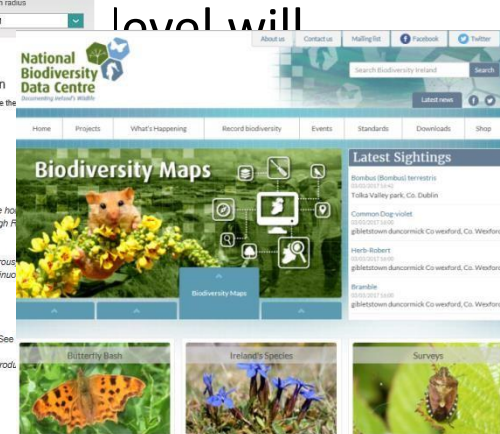 radius
level will
About us Contact us Mailing list Facebook Twitter
National
Biodiversity
Data Centre
Documenting Ireland's Wildlife
Search Biodiversity Ireland Search
Latest news
Home Projects What's Happening Record biodiversity Events Standards Downloads Shop
Biodiversity Maps
Latest Sightings
Bombus (Bombus) terrestris
Tolka Valley park, Co. Dublin
Common Dog-violet
gibletstown duncormick Co wexford, Co. Wexford
Herb-Robert
gibletstown duncormick Co wexford, Co. Wexford
Bramble
gibletstown duncormick Co wexford, Co. Wexford
Biodiversity Maps
See
Butterfly Bash Ireland's Species Surveys